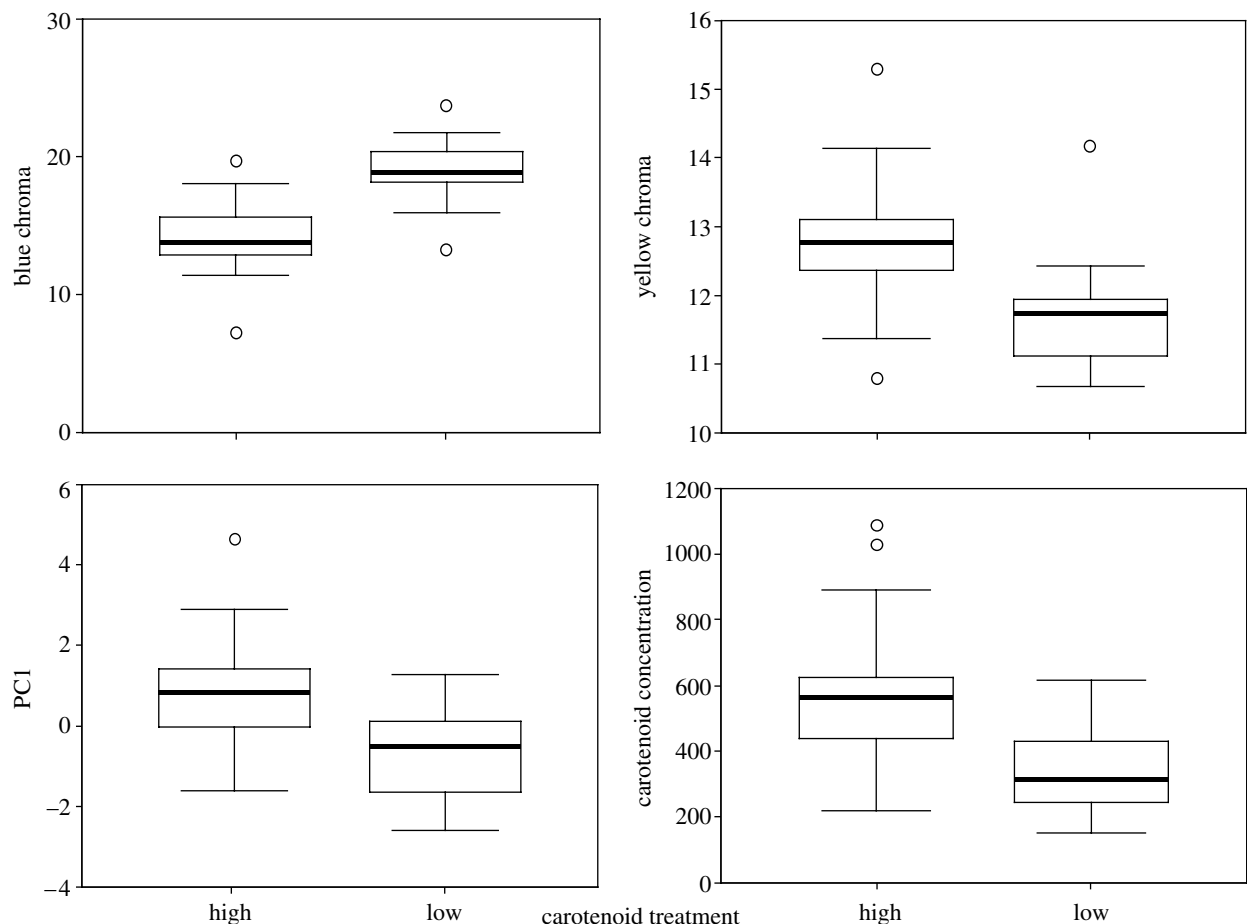 30
20
10
0
blue chroma
16
15
14
13
12
11
10
yellow chroma
6
4
2
0
–2
–4
PC1
high
low
1200
1000
800
600
400
200
0
carotenoid concentration
high
low
carotenoid treatment